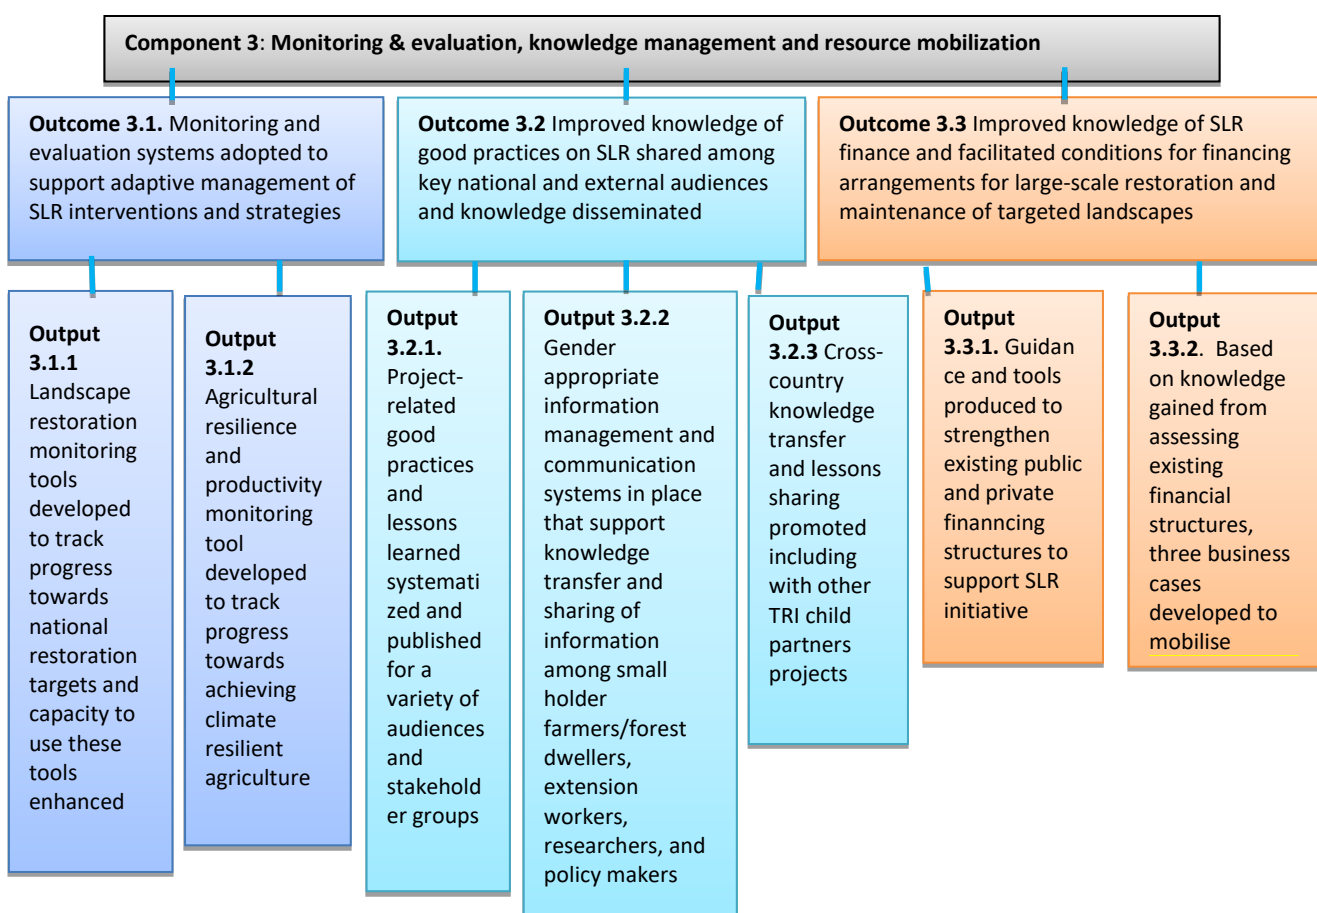 Component 3: Monitoring & evaluation, knowledge management and resource mobilization
Outcome 3.1. Monitoring and
evaluation systems adopted to
support adaptive management of
SLR interventions and strategies
Outcome 3.2 Improved knowledge of
good practices on SLR shared among
key national and external audiences
and knowledge disseminated
Outcome 3.3 Improved knowledge of SLR
finance and facilitated conditions for financing
arrangements for large-scale restoration and
maintenance of targeted landscapes
Output
3.1.1
Landscape
restoration
monitoring
tools
developed
to track
progress
towards
national
restoration
targets and
capacity to
use these
tools
enhanced
Output
3.1.2
Agricultural
resilience
and
productivity
monitoring
tool
developed
to track
progress
towards
achieving
climate
resilient
agriculture
Output
3.2.1.
Project-
related
good
practices
and
lessons
learned
systemati
zed and
published
for a
variety of
audiences
and
stakehold
er groups
Output 3.2.2
Gender
appropriate
information
management and
communication
systems in place
that support
knowledge
transfer and
sharing of
information
among small
holder
farmers/forest
dwellers,
extension
workers,
researchers, and
policy makers
Output
3.2.3 Cross-
country
knowledge
transfer
and lessons
sharing
promoted
including
with other
TRI child
partners
projects
Output
3.3.1. Guidan
ce and tools
produced to
strengthen
existing public
and private
finanncing
structures to
support SLR
initiative
Output
3.3.2. Based
on knowledge
gained from
assessing
existing
financial
structures,
three business
cases
developed to
mobilise